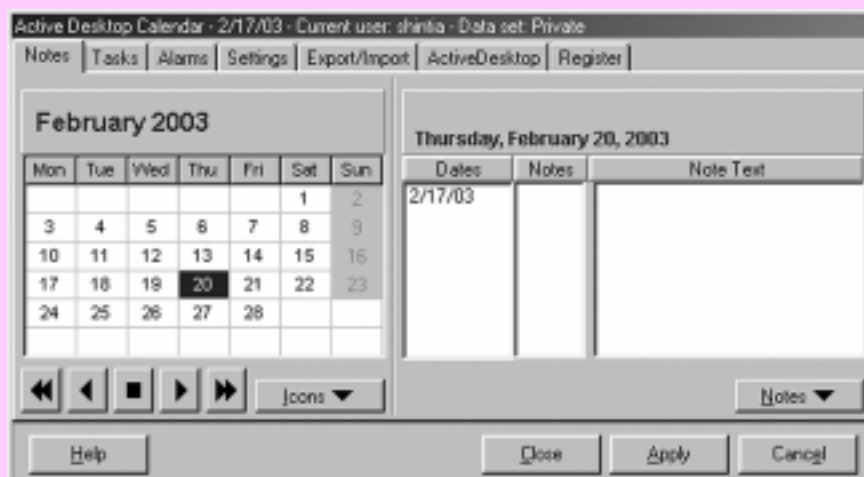 Active Desktop Calendar - 2/17/03 - Current user: shintia - Data set: Private
Notes Tasks Alarms Settings Export/Import ActiveDesktop Register
February 2003
Mon Tue Wed Thu Fri Sat Sun
1 2
3 4 5 6 7 8 9
10 11 12 13 14 15 16
17 18 19 20 21 22 23
24 25 26 27 28
Icons
Thursday, February 20, 2003
Dates Notes Note Text
2/17/03
Notes
Help Close Apply Cancel